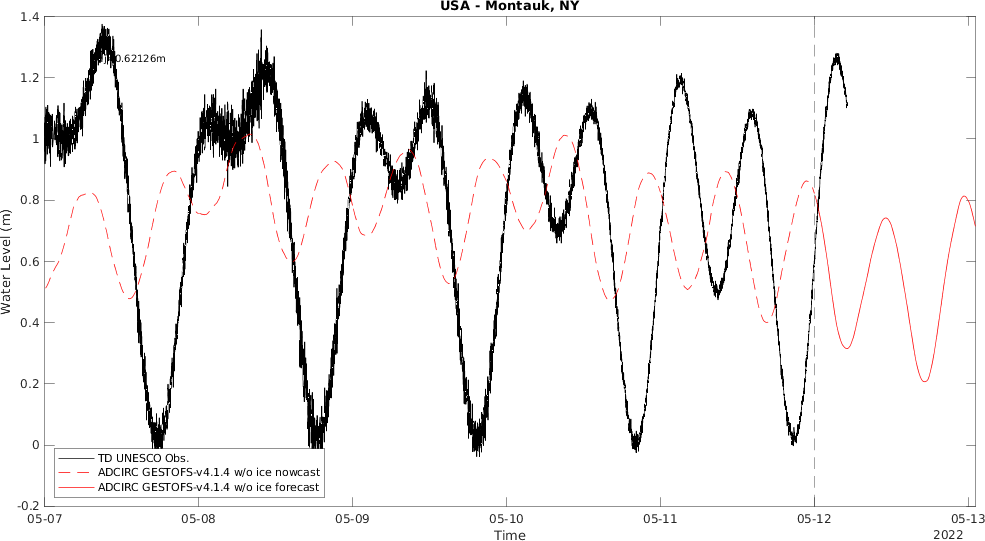 USA - Montauk, NY
1.4
1.2
1
0.8
0.6
0.4
0.2
0
-0.2
Water Level (m)
0.62126m
TD UNESCO Obs.
ADCIRC GESTOFS-v4.1.4 w/o ice nowcast
ADCIRC GESTOFS-v4.1.4 w/o ice forecast
05-07
05-08
05-09
05-10
05-11
05-12
05-13
Time
2022